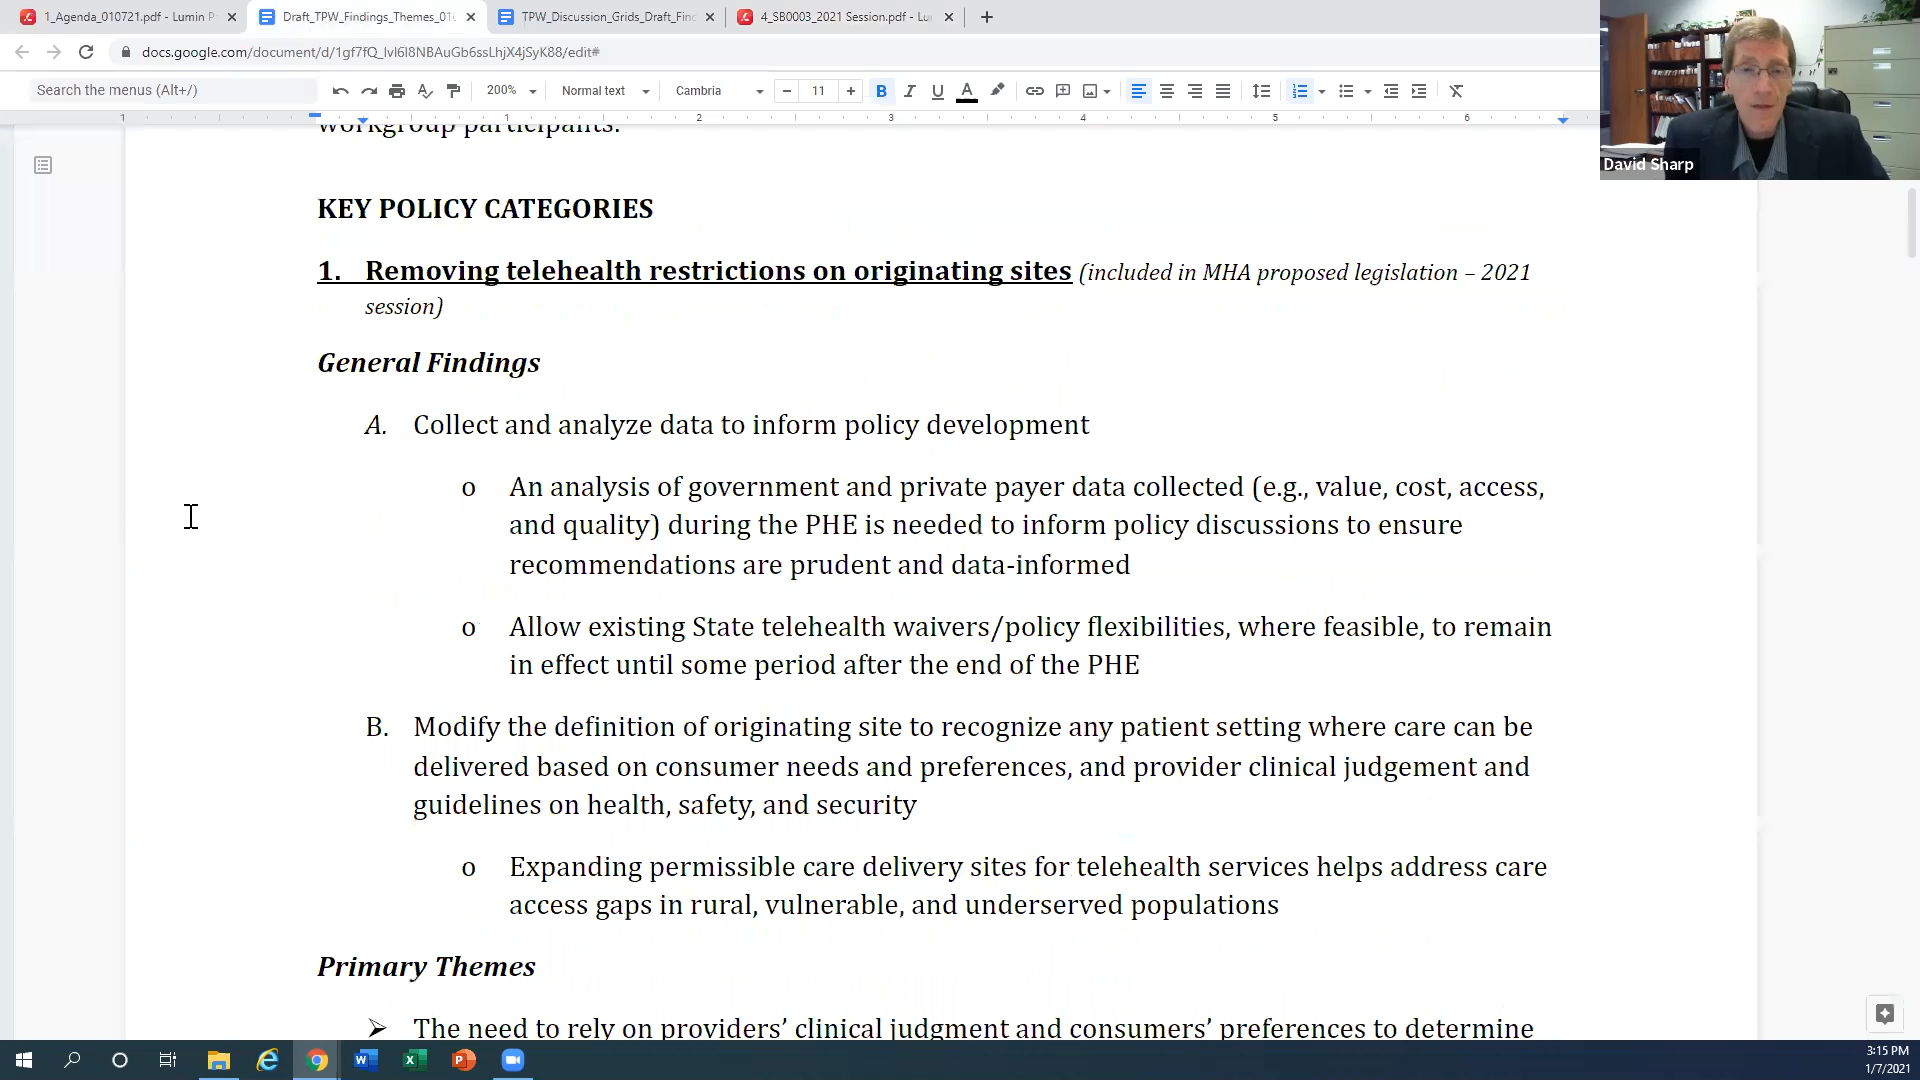 1_Agenda_010721.pdf - Lumin P
Draft_TPW_Findings_Themes_01
TPW_Discussion_Grids_Draft_Fin
4_SB0003_2021 Session.pdf - Lu
docs.google.com/document/d/1gf7fQ_lvl6l8NBAuGb6ssLhjX4jSyK88/edit#
Search the menus (Alt+/)
200%
Normal text
Cambria
11
1 1 2 3 4 5 6
workgroup participants.
David Sharp
KEY POLICY CATEGORIES
1. Removing telehealth restrictions on originating sites (included in MHA proposed legislation – 2021
session)
General Findings
A. Collect and analyze data to inform policy development
o An analysis of government and private payer data collected (e.g., value, cost, access,
and quality) during the PHE is needed to inform policy discussions to ensure
recommendations are prudent and data-informed
o Allow existing State telehealth waivers/policy flexibilities, where feasible, to remain
in effect until some period after the end of the PHE
B. Modify the definition of originating site to recognize any patient setting where care can be
delivered based on consumer needs and preferences, and provider clinical judgement and
guidelines on health, safety, and security
o Expanding permissible care delivery sites for telehealth services helps address care
access gaps in rural, vulnerable, and underserved populations
Primary Themes
➢ The need to rely on providers’ clinical judgment and consumers’ preferences to determine
3:15 PM
1/7/2021